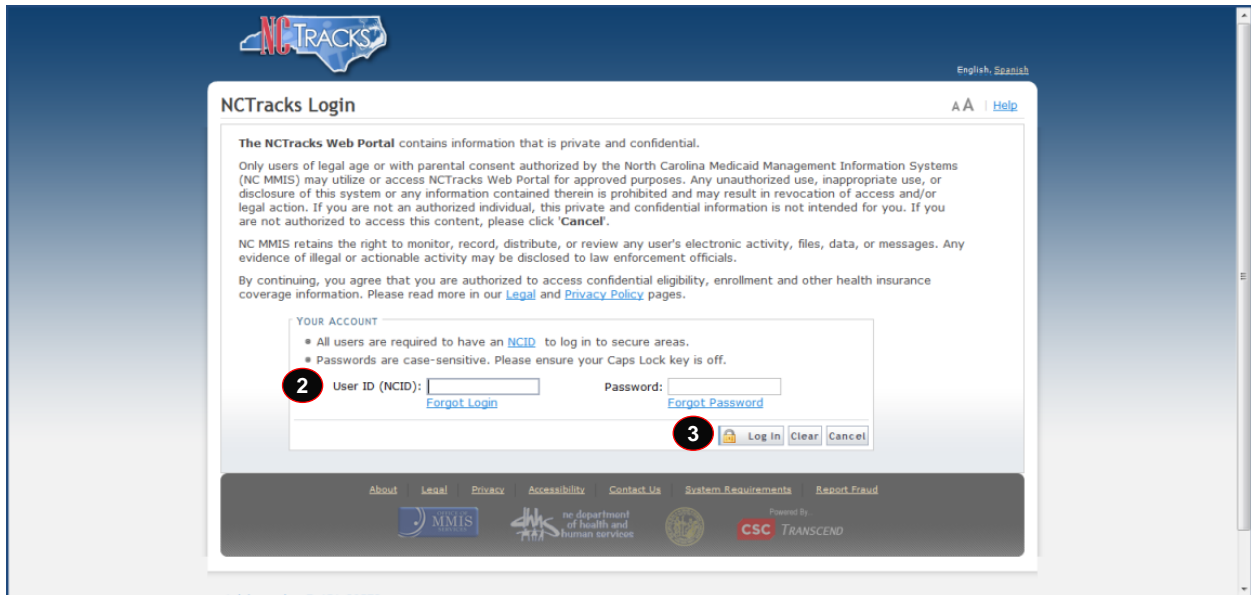 NCTRACKS
English, Spanish
NCTracks Login
A A | Help
The NCTracks Web Portal contains information that is private and confidential.
Only users of legal age or with parental consent authorized by the North Carolina Medicaid Management Information Systems
(NC MMIS) may utilize or access NCTracks Web Portal for approved purposes. Any unauthorized use, inappropriate use, or
disclosure of this system or any information contained therein is prohibited and may result in revocation of access and/or
legal action. If you are not an authorized individual, this private and confidential information is not intended for you. If you
are not authorized to access this content, please click 'Cancel'.
NC MMIS retains the right to monitor, record, distribute, or review any user's electronic activity, files, data, or messages. Any
evidence of illegal or actionable activity may be disclosed to law enforcement officials.
By continuing, you agree that you are authorized to access confidential eligibility, enrollment and other health insurance
coverage information. Please read more in our Legal and Privacy Policy pages.
YOUR ACCOUNT
All users are required to have an NCID to log in to secure areas.
Passwords are case-sensitive. Please ensure your Caps Lock key is off.
2 User ID (NCID): Password:
Forgot Login Forgot Password
3 Log In Clear Cancel
About | Legal | Privacy | Accessibility | Contact Us | System Requirements | Report Fraud
OFFICE OF
MMIS
SERVICES
dhhs
nc department
of health and
human services
Powered By..
CSC TRANSCEND